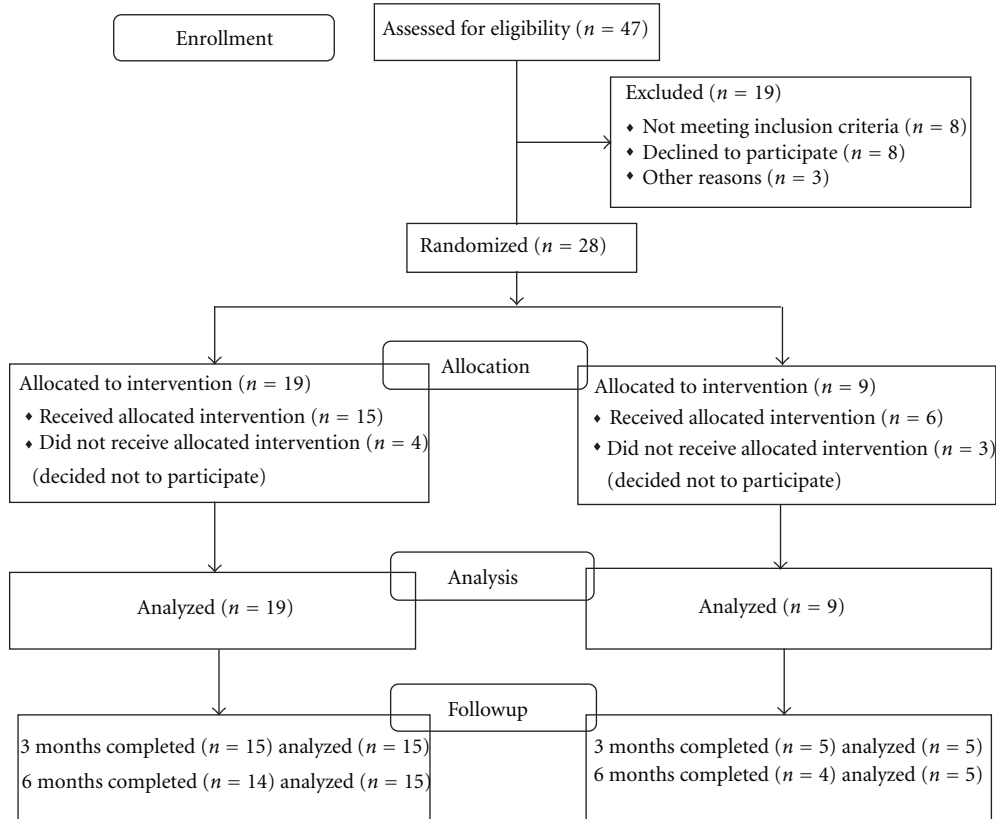 Enrollment
Assessed for eligibility (n = 47)
Excluded (n = 19)
♦ Not meeting inclusion criteria (n = 8)
♦ Declined to participate (n = 8)
♦ Other reasons (n = 3)
Randomized (n = 28)
Allocation
Allocated to intervention (n = 19)
♦ Received allocated intervention (n = 15)
♦ Did not receive allocated intervention (n = 4)
(decided not to participate)
Allocated to intervention (n = 9)
♦ Received allocated intervention (n = 6)
♦ Did not receive allocated intervention (n = 3)
(decided not to participate)
Analysis
Analyzed (n = 19)
Analyzed (n = 9)
Followup
3 months completed (n = 15) analyzed (n = 15)
6 months completed (n = 14) analyzed (n = 15)
3 months completed (n = 5) analyzed (n = 5)
6 months completed (n = 4) analyzed (n = 5)